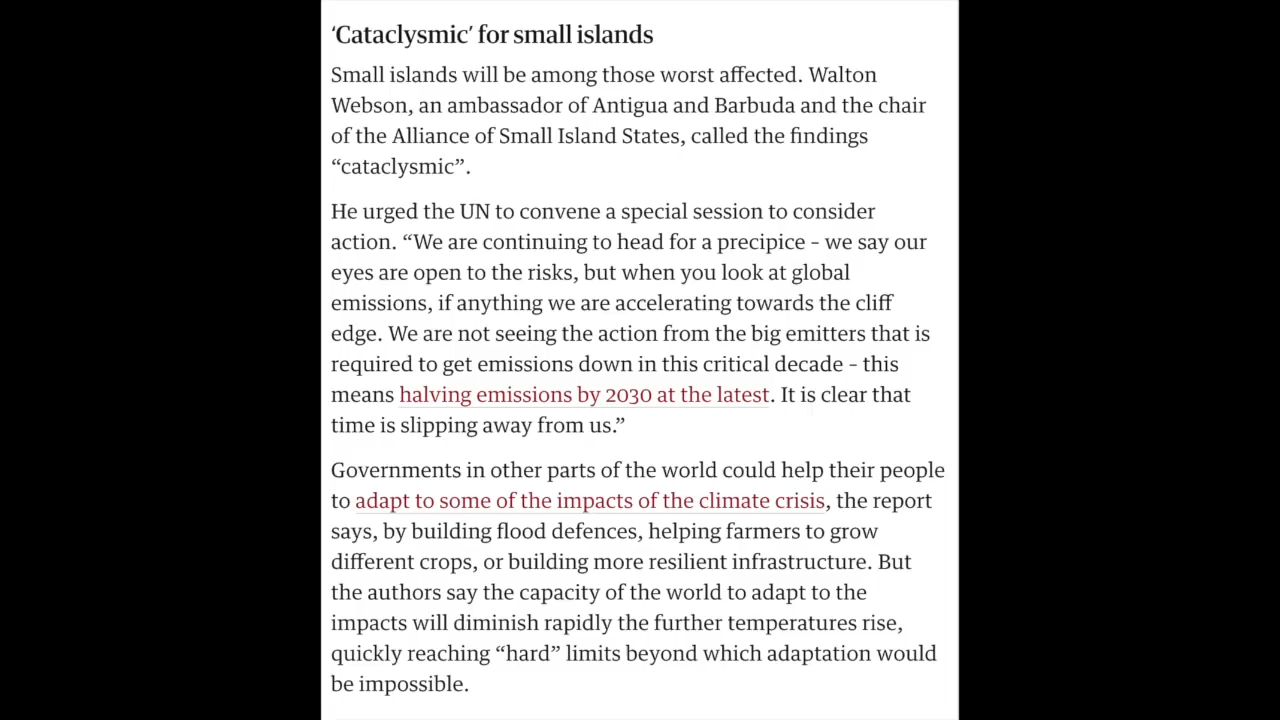 ‘Cataclysmic’ for small islands
Small islands will be among those worst affected. Walton
Webson, an ambassador of Antigua and Barbuda and the chair
of the Alliance of Small Island States, called the findings
“cataclysmic”.
He urged the UN to convene a special session to consider
action. “We are continuing to head for a precipice – we say our
eyes are open to the risks, but when you look at global
emissions, if anything we are accelerating towards the cliff
edge. We are not seeing the action from the big emitters that is
required to get emissions down in this critical decade – this
means halving emissions by 2030 at the latest. It is clear that
time is slipping away from us.”
Governments in other parts of the world could help their people
to adapt to some of the impacts of the climate crisis, the report
says, by building flood defences, helping farmers to grow
different crops, or building more resilient infrastructure. But
the authors say the capacity of the world to adapt to the
impacts will diminish rapidly the further temperatures rise,
quickly reaching “hard” limits beyond which adaptation would
be impossible.